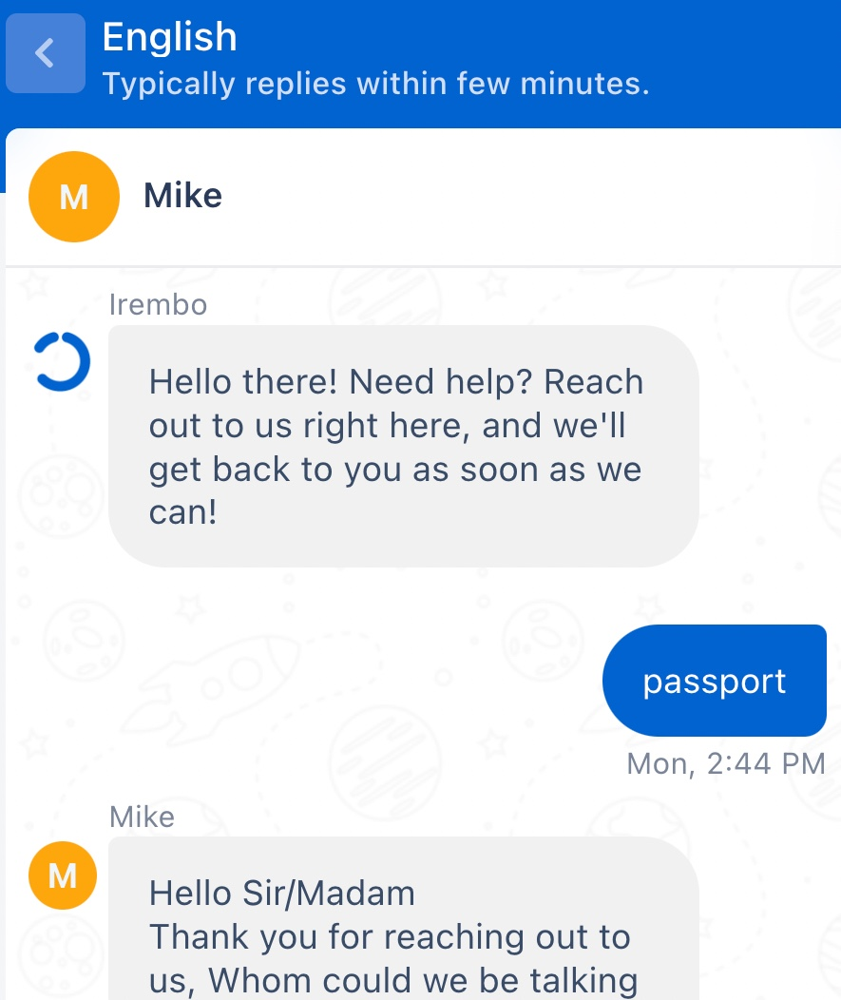 English
Typically replies within few minutes.
M
Mike
Irembo
Hello there! Need help? Reach
out to us right here, and we'll
get back to you as soon as we
can!
passport
Mon, 2:44 PM
Mike
M
Hello Sir/Madam
Thank you for reaching out to
us, Whom could we be talking